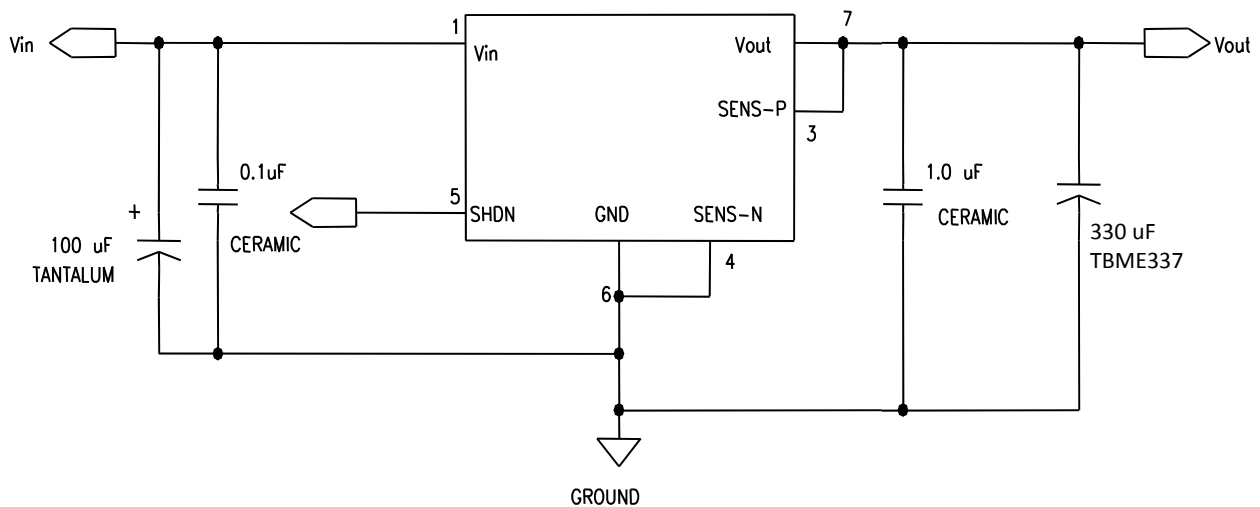 Vin
1
Vin
Vout
7
Vout
SENS-P
3
0.1uF
CERAMIC
5
SHDN
GND
SENS-N
4
6
+
100 uF
TANTALUM
1.0 uF
CERAMIC
330 uF
TBME337
GROUND